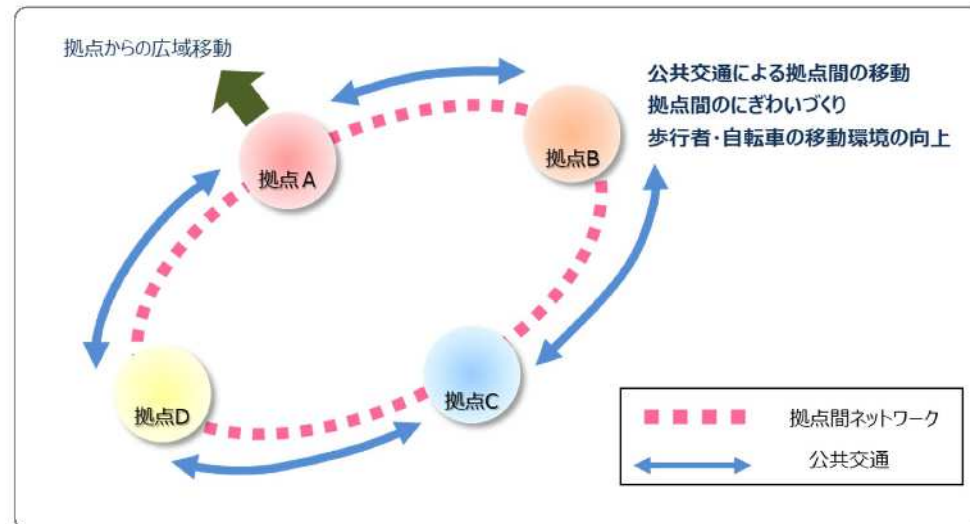 拠点からの広域移動
公共交通による拠点間の移動
拠点間のにぎわいづくり
歩行者・自転車の移動環境の向上
拠点A
拠点B
拠点C
拠点D
拠点間ネットワーク
公共交通